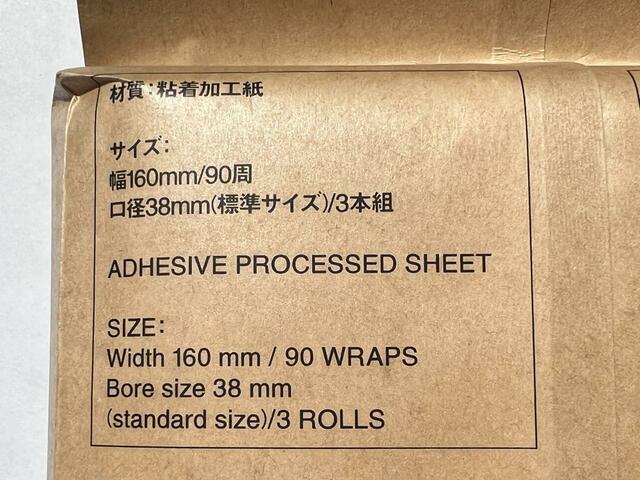 材質:粘着加工紙
サイズ:
幅160mm/90周
口径38mm(標準サイズ)/3本組
ADHESIVE PROCESSED SHEET
SIZE:
Width 160 mm / 90 WRAPS
Bore size 38 mm
(standard size)/3 ROLLS